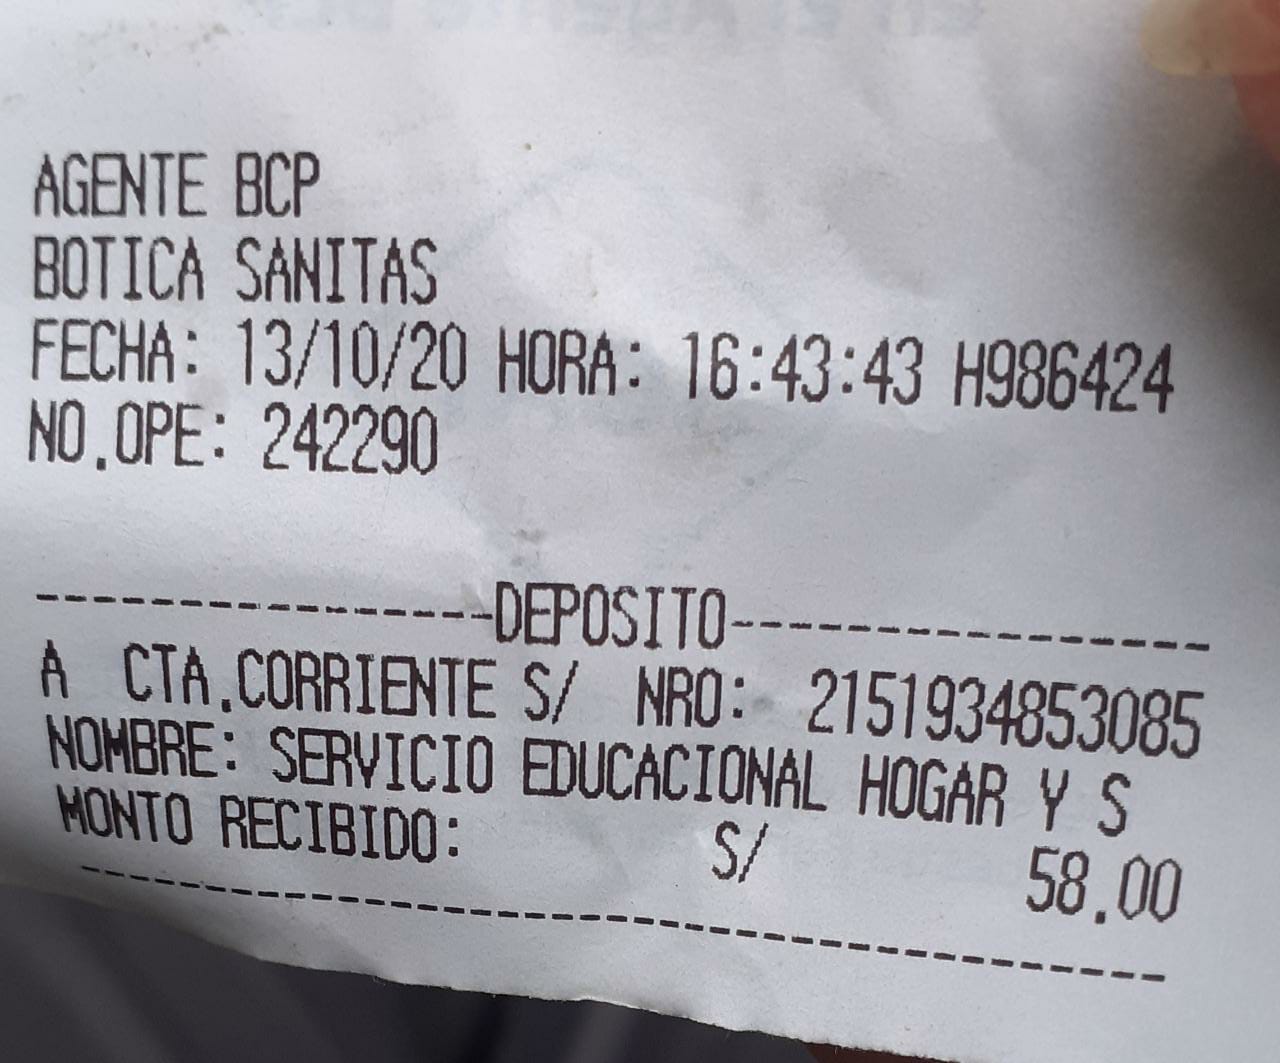 AGENTE BCP
BOTICA SANITAS
FECHA: 13/10/20 HORA: 16:43:43 H986424
NO.OPE: 242290
----------------DEPOSITO-----------------
A CTA.CORRIENTE S/ NRO: 2151934853085
NOMBRE: SERVICIO EDUCACIONAL HOGAR Y S
MONTO RECIBIDO: S/ 58.00